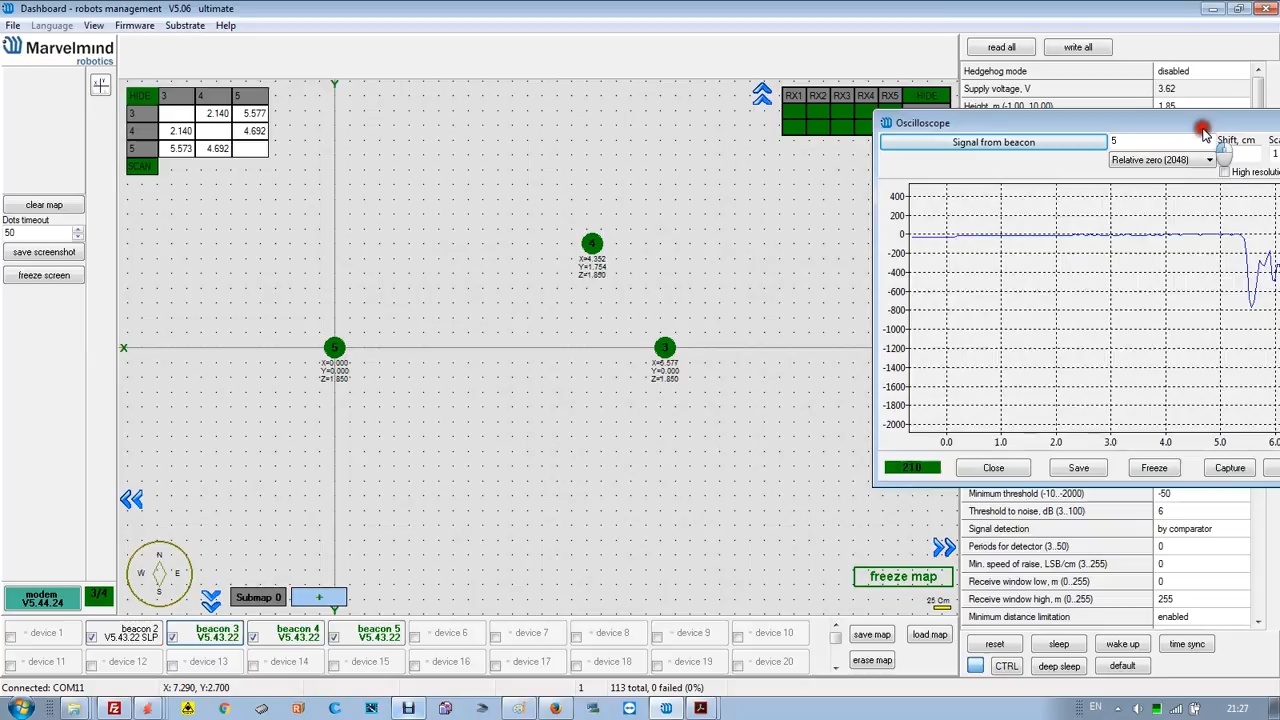 Dashboard - robots management V5.06 ultimate
File Language View Firmware Substrate Help
Marvelmind
robotics
clear map
Dots timeout
50
save screenshot
freeze screen
modem
V5.44.24
3/4
HIDE 3 4 5
3 2.140 5.577
4 2.140 4.692
5 5.573 4.692
SCAN
Y
RX1 RX2 RX3 RX4 RX5 HIDE
4
X=4.352
Y=1.754
Z=1.850
X
5
X=0.000
Y=0.000
Z=1.850
3
X=5.577
Y=0.000
Z=1.850
N
W E
S
Submap 0
+
Y
freeze map
25 Cm
read all write all
Hedgehog mode disabled
Supply voltage, V 3.62
Height, m (-1.00, 10.00) 1.85
Oscilloscope
Signal from beacon 5 Shift, cm
Relative zero (2048) 1
400
200
0
-200
-400
-600
-800
-1000
-1200
-1400
-1600
-1800
-2000
0.0 1.0 2.0 3.0 4.0 5.0 6.0
210 Close Save Freeze Capture
Minimum threshold (-10..-2000) -50
Threshold to noise, dB (3..100) 6
Signal detection by comparator
Periods for detector (3..50) 0
Min. speed of raise, LSB/cm (3..255) 0
Receive window low, m (0..255) 0
Receive window high, m (0..255) 255
Minimum distance limitation enabled
reset sleep wake up time sync
CTRL deep sleep default
device 1 beacon 2 V5.43.22 SLP beacon 3 V5.43.22 beacon 4 V5.43.22 beacon 5 V5.43.22 device 6 device 7 device 8 device 9 device 10
save map load map
device 11 device 12 device 13 device 14 device 15 device 16 device 17 device 18 device 19 device 20
erase map
Connected: COM11 X: 7.290, Y:2.700 1 113 total, 0 failed (0%)
EN 21:27